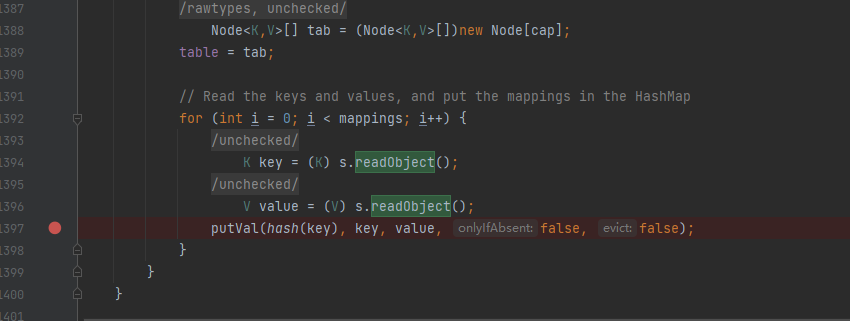 1387 /rawtypes, unchecked/
1388 Node<K,V>[] tab = (Node<K,V>[])new Node[cap];
1389 table = tab;
1390
1391 // Read the keys and values, and put the mappings in the HashMap
1392 for (int i = 0; i < mappings; i++) {
1393 /unchecked/
1394 K key = (K) s.readObject();
1395 /unchecked/
1396 V value = (V) s.readObject();
1397 putVal(hash(key), key, value, onlyIfAbsent: false, evict: false);
1398 }
1399 }
1400 }
1401